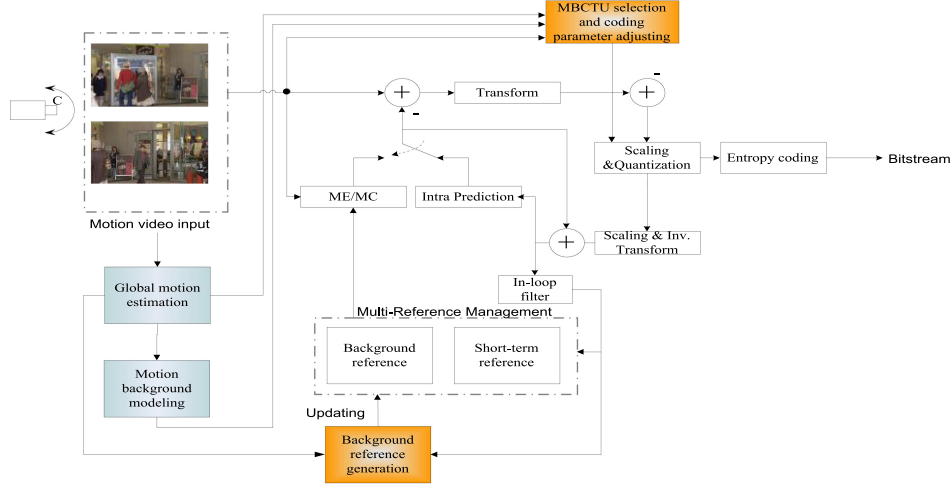 MBCTU selection
and coding
parameter adjusting
C
-
Transform
-
Scaling
&Quantization
Entropy coding
Bitstream
ME/MC
Intra Prediction
Motion video input
Scaling & Inv.
Transform
Global motion
estimation
In-loop
filter
Multi-Reference Management
Background
reference
Short-term
reference
Motion
background
modeling
Updating
Background
reference
generation